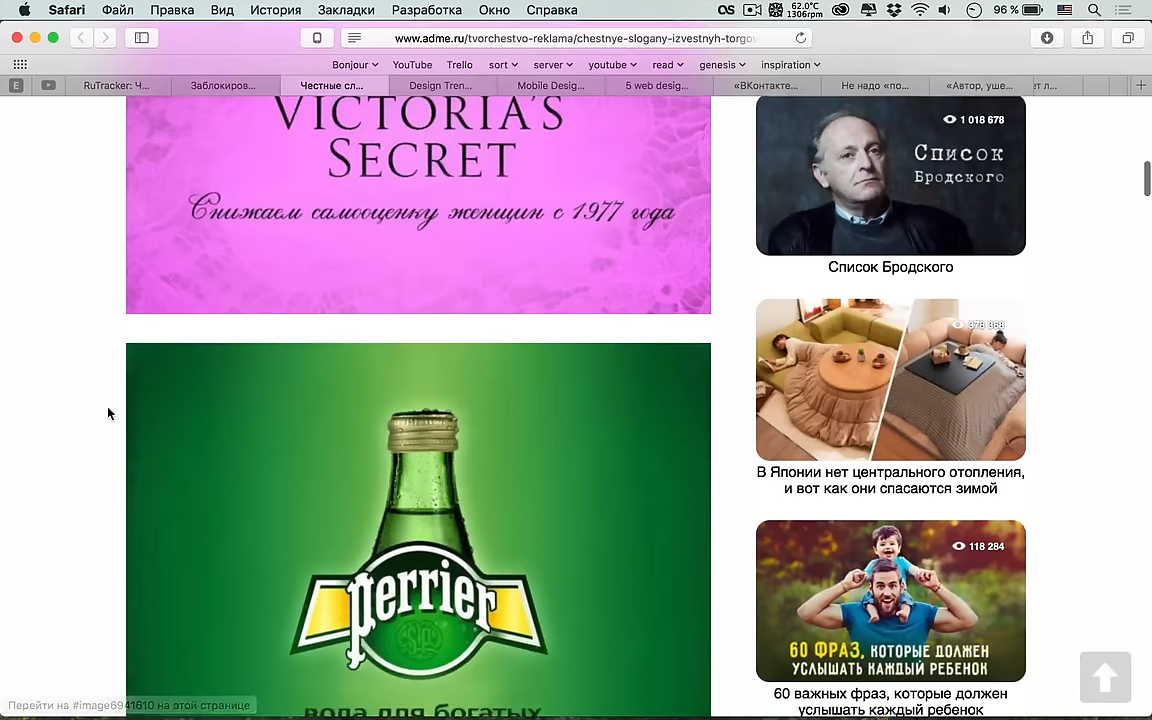 Safari Файл Правка Вид История Закладки Разработка Окно Справка
62.0°C
1306rpm
96 %
www.adme.ru/tvorchestvo-reklama/chestnye-slogany-izvestnyh-torgov
Bonjour YouTube Trello sort server youtube read genesis inspiration
E RuTracker: Ч... Заблокиров... Честные сл... Design Tren... Mobile Desig... 5 web desig... «ВКонтакте... Не надо «по... «Автор, уше... ет л...
VICTORIA'S
SECRET
Снижаем самооценку женщин с 1977 года
perrier
вода для богатых
1 018 678
Список
Бродского
Список Бродского
378 368
В Японии нет центрального отопления,
и вот как они спасаются зимой
118 284
60 ФРАЗ, КОТОРЫЕ ДОЛЖЕН
УСЛЫШАТЬ КАЖДЫЙ РЕБЕНОК
60 важных фраз, которые должен
услышать каждый ребенок
Перейти на #image6941610 на этой странице